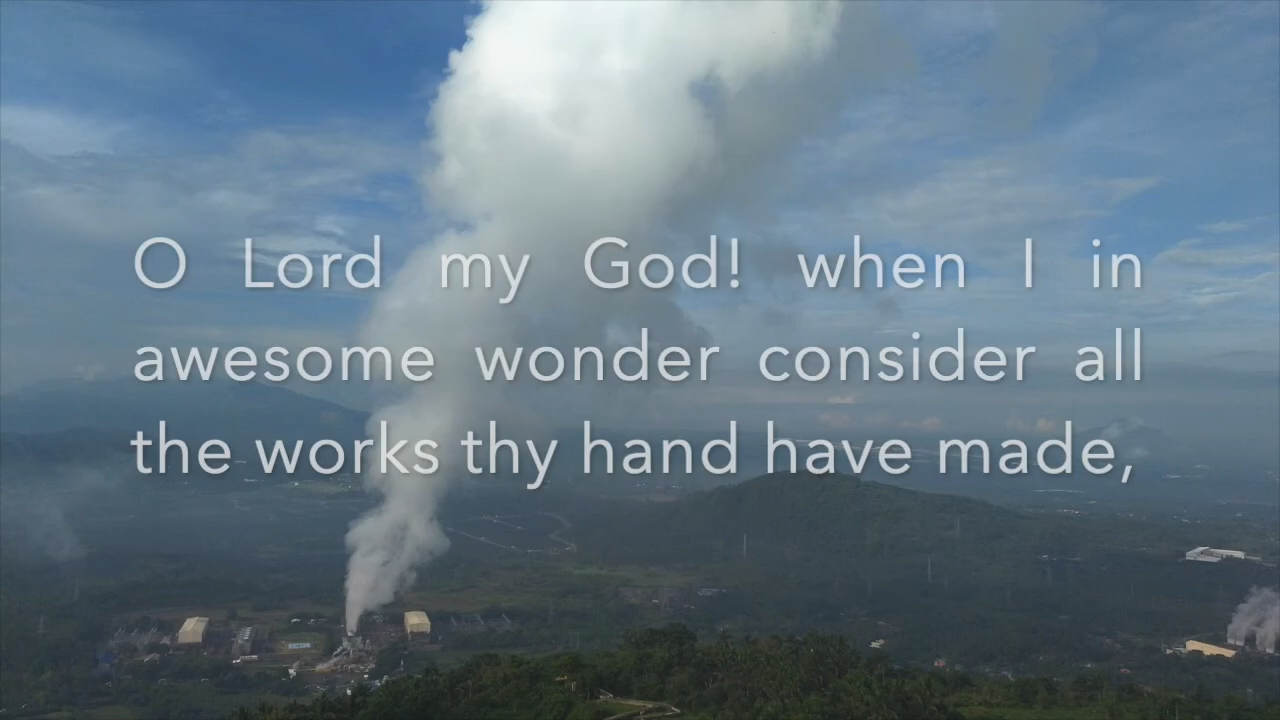 O Lord my God! when I in
awesome wonder consider all
the works thy hand have made,